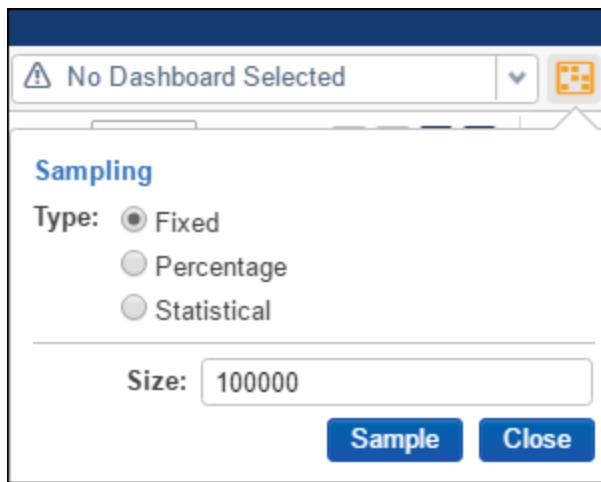 No Dashboard Selected
Sampling
Type: Fixed
Percentage
Statistical
Size: 100000
Sample Close